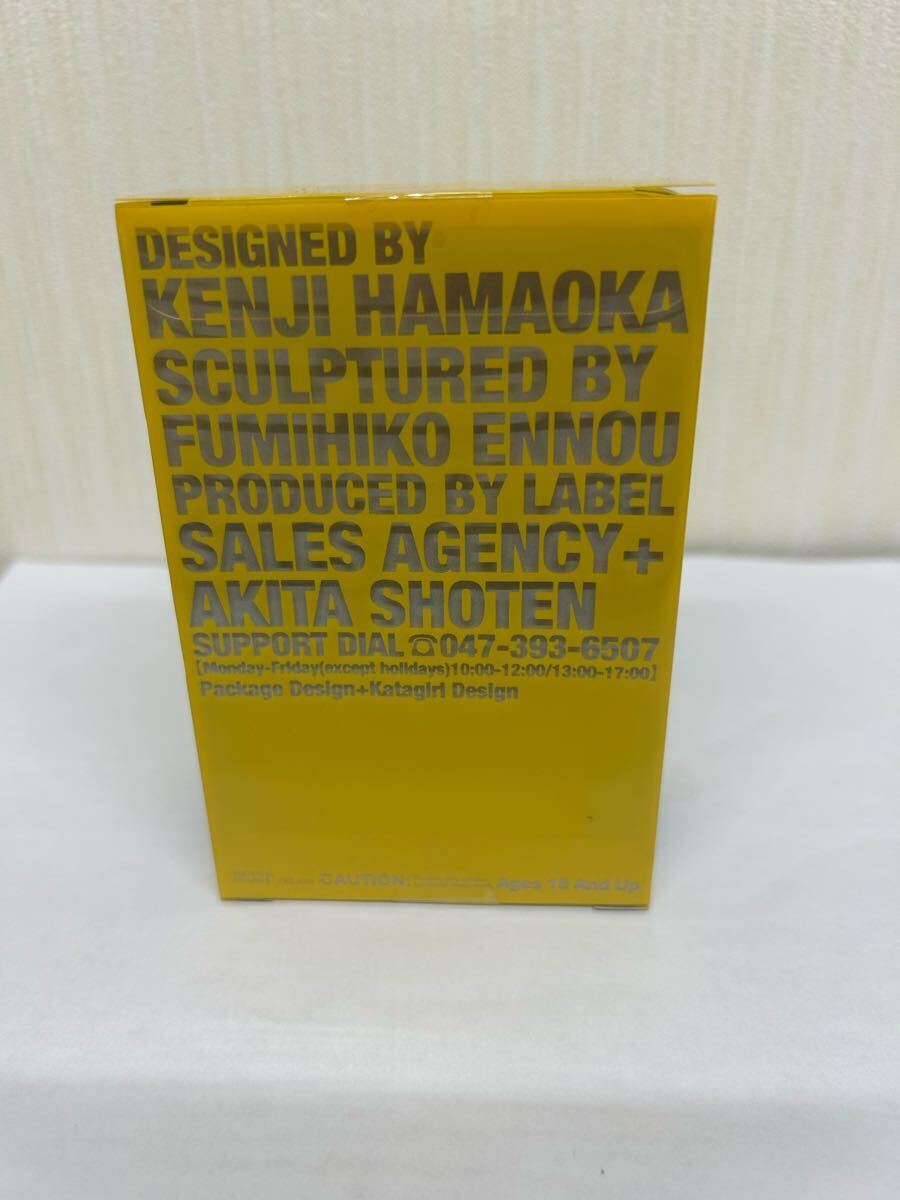 DESIGNED BY
KENJI HAMAOKA
SCULPTURED BY
FUMIHIKO ENNOU
PRODUCED BY LABEL
SALES AGENCY+
AKITA SHOTEN
SUPPORT DIAL ☎047-393-6507
【Monday-Friday(except holidays)10:00-12:00/13:00-17:00】
Package Design+Katagiri Design
CAUTION: Ages 15 And Up